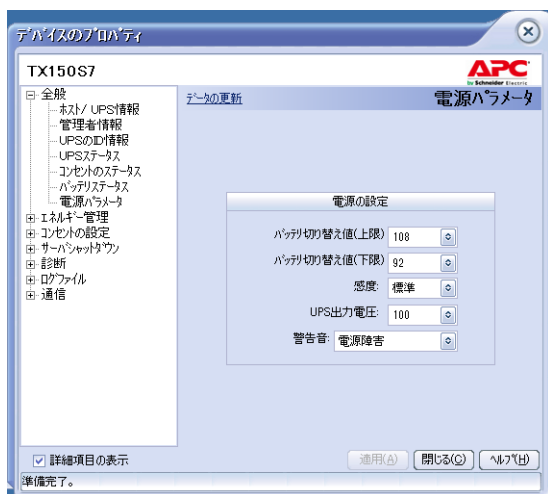 デバイスのプロパティ
TX150S7
APC
by Schneider Electric
全般
ホスト/ UPS情報
管理者情報
UPSのID情報
UPSステータス
コンセントのステータス
バッテリステータス
電源パラメータ
エネルギー管理
コンセントの設定
サーバシャットダウン
診断
ログファイル
通信
データの更新
電源パラメータ
電源の設定
バッテリ切り替え値(上限) 108
バッテリ切り替え値(下限) 92
感度: 標準
UPS出力電圧: 100
警告音: 電源障害
詳細項目の表示
適用(A) 閉じる(C) ヘルプ(H)
準備完了。